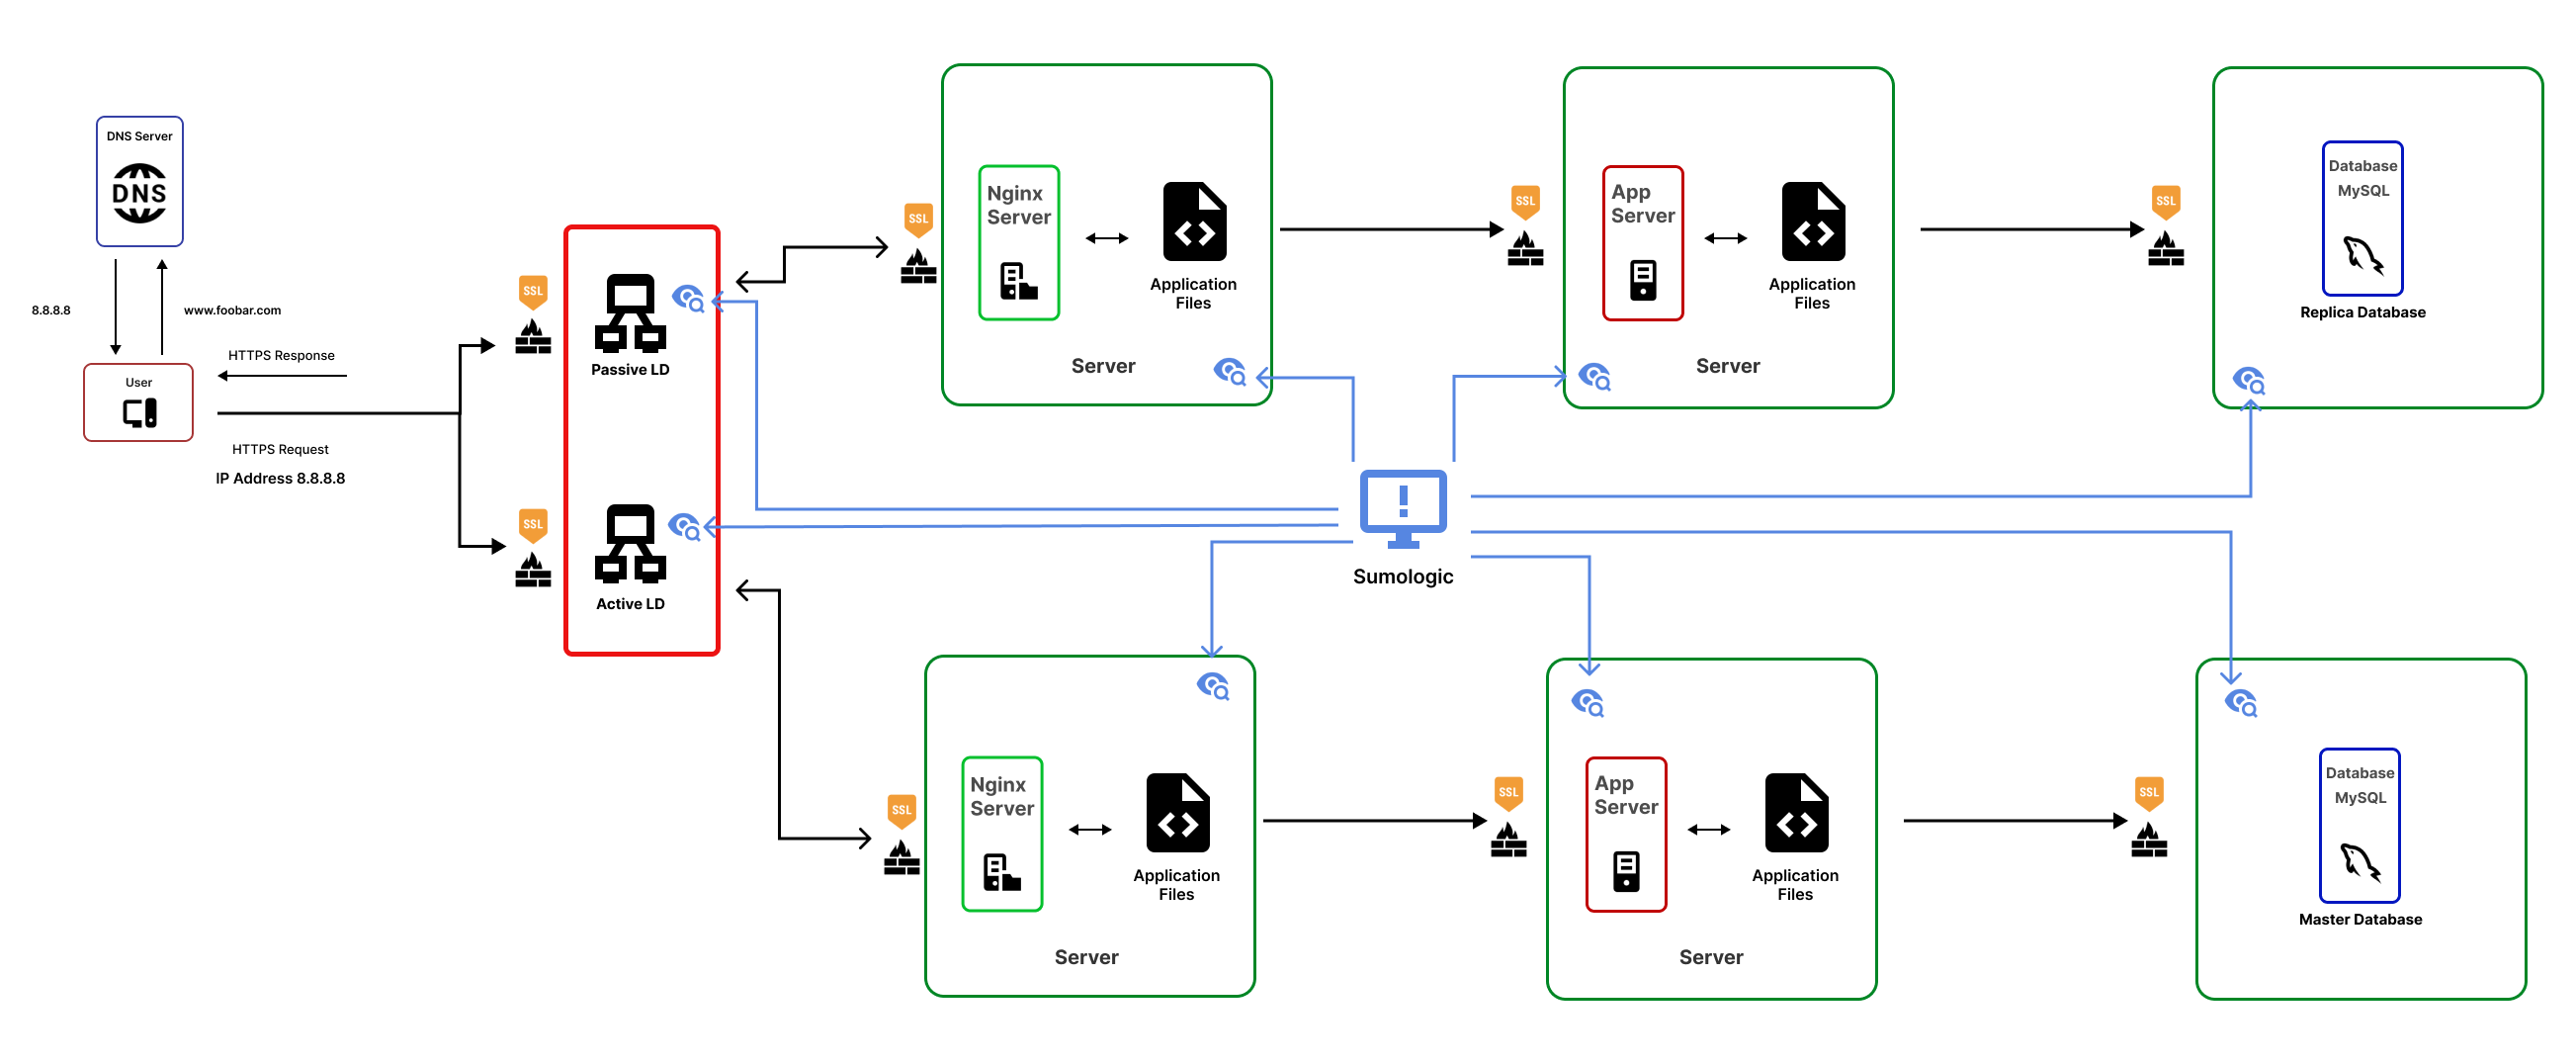 DNS Server
DNS
8.8.8.8
www.foobar.com
HTTPS Response
User
HTTPS Request
IP Address 8.8.8.8
SSL
Passive LD
SSL
Active LD
SSL
Nginx
Server
Application
Files
Server
SSL
App
Server
Application
Files
Server
SSL
Database
MySQL
Replica Database
!
Sumologic
SSL
Nginx
Server
Application
Files
Server
SSL
App
Server
Application
Files
Server
SSL
Database
MySQL
Master Database